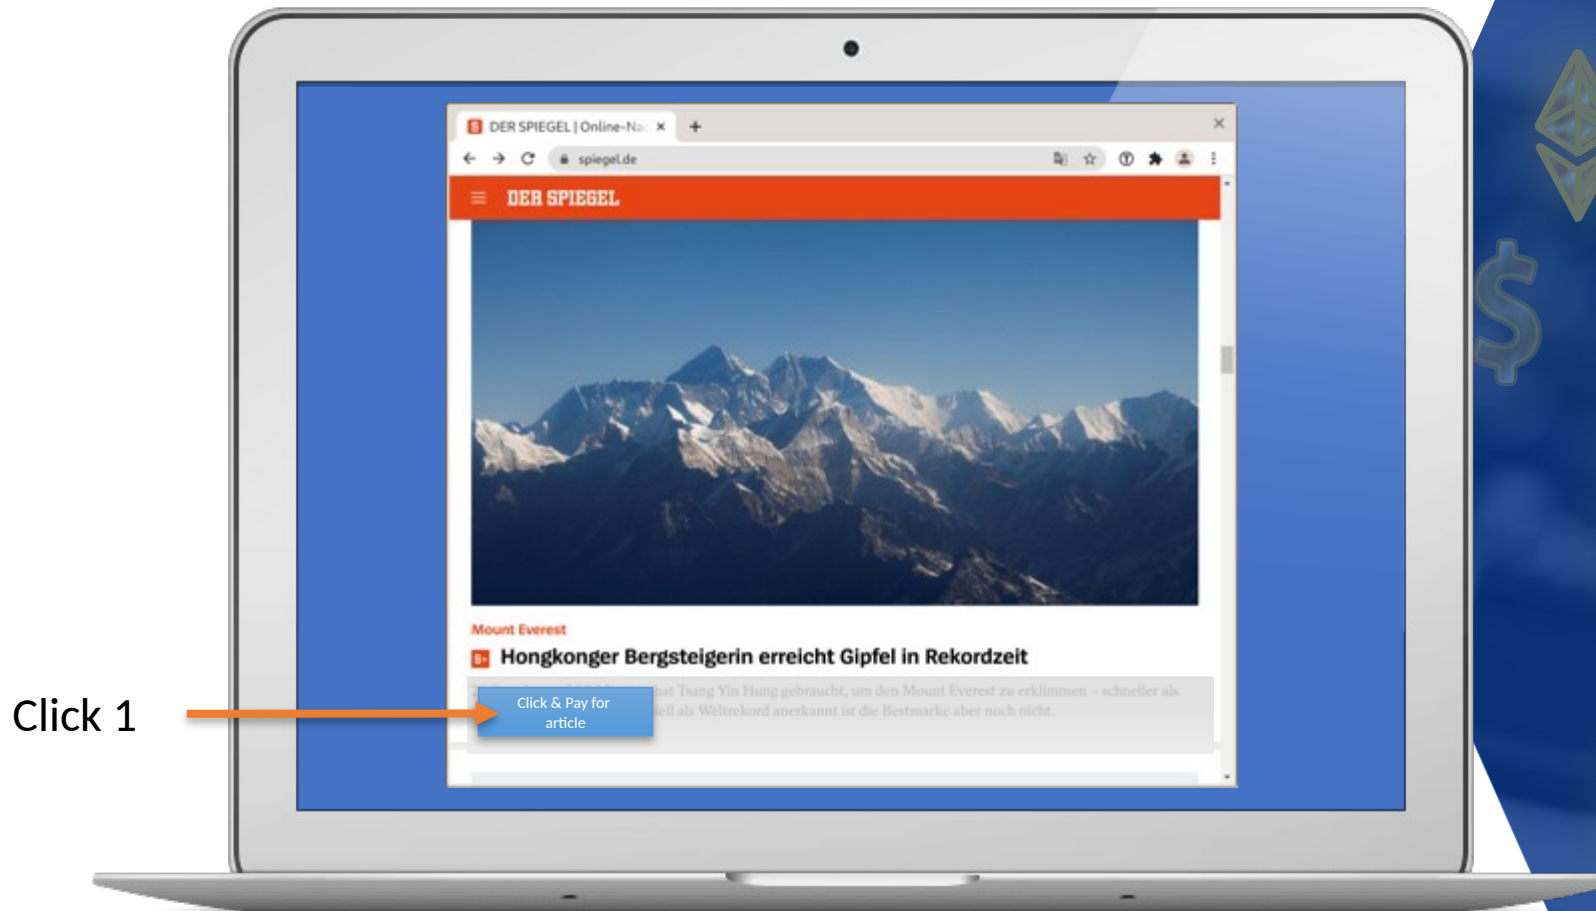 DER SPIEGEL | Online-Na
spiegel.de
DER SPIEGEL
Mount Everest
S+ Hongkonger Bergsteigerin erreicht Gipfel in Rekordzeit
hat Tsang Yin Hung gebraucht, um den Mount Everest zu erklimmen – schneller als
Click & Pay for
article
ell als Weltrekord anerkannt ist die Bestmarke aber noch nicht.
Click 1
$